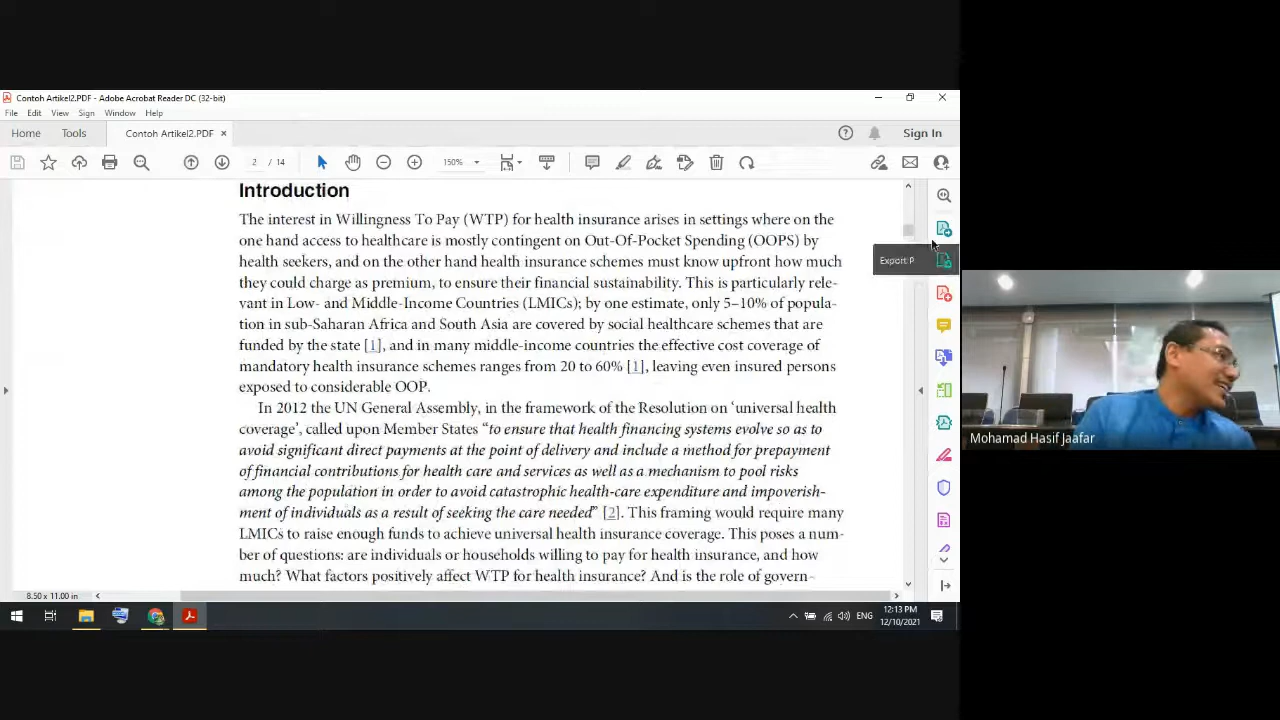 Contoh Artikel2.PDF - Adobe Acrobat Reader DC (32-bit)
File Edit View Sign Window Help
Home Tools Contoh Artikel2.PDF × Sign In
2 / 14 150%
Introduction
The interest in Willingness To Pay (WTP) for health insurance arises in settings where on the
one hand access to healthcare is mostly contingent on Out-Of-Pocket Spending (OOPS) by
health seekers, and on the other hand health insurance schemes must know upfront how much
they could charge as premium, to ensure their financial sustainability. This is particularly rele-
vant in Low- and Middle-Income Countries (LMICs); by one estimate, only 5–10% of popula-
tion in sub-Saharan Africa and South Asia are covered by social healthcare schemes that are
funded by the state [1], and in many middle-income countries the effective cost coverage of
mandatory health insurance schemes ranges from 20 to 60% [1], leaving even insured persons
exposed to considerable OOP.
In 2012 the UN General Assembly, in the framework of the Resolution on ‘universal health
coverage’, called upon Member States “to ensure that health financing systems evolve so as to
avoid significant direct payments at the point of delivery and include a method for prepayment
of financial contributions for health care and services as well as a mechanism to pool risks
among the population in order to avoid catastrophic health-care expenditure and impoverish-
ment of individuals as a result of seeking the care needed” [2]. This framing would require many
LMICs to raise enough funds to achieve universal health insurance coverage. This poses a num-
ber of questions: are individuals or households willing to pay for health insurance, and how
much? What factors positively affect WTP for health insurance? And is the role of govern-
Export P
8.50 x 11.00 in
ENG
12:13 PM
12/10/2021
Mohamad Hasif Jaafar